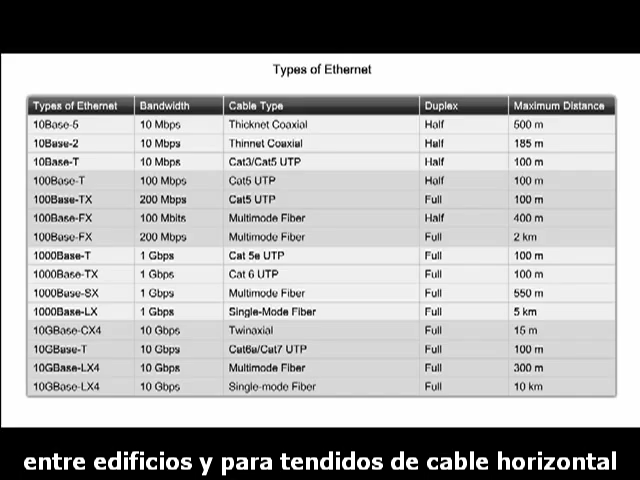 Types of Ethernet
Types of Ethernet Bandwidth Cable Type Duplex Maximum Distance
10Base-5 10 Mbps Thicknet Coaxial Half 500 m
10Base-2 10 Mbps Thinnet Coaxial Half 185 m
10Base-T 10 Mbps Cat3/Cat5 UTP Half 100 m
100Base-T 100 Mbps Cat5 UTP Half 100 m
100Base-TX 200 Mbps Cat5 UTP Full 100 m
100Base-FX 100 Mbits Multimode Fiber Half 400 m
100Base-FX 200 Mbps Multimode Fiber Full 2 km
1000Base-T 1 Gbps Cat 5e UTP Full 100 m
1000Base-TX 1 Gbps Cat 6 UTP Full 100 m
1000Base-SX 1 Gbps Multimode Fiber Full 550 m
1000Base-LX 1 Gbps Single-Mode Fiber Full 5 km
10GBase-CX4 10 Gbps Twinaxial Full 15 m
10GBase-T 10 Gbps Cat6a/Cat7 UTP Full 100 m
10GBase-LX4 10 Gbps Multimode Fiber Full 300 m
10GBase-LX4 10 Gbps Single-mode Fiber Full 10 km
entre edificios y para tendidos de cable horizontal